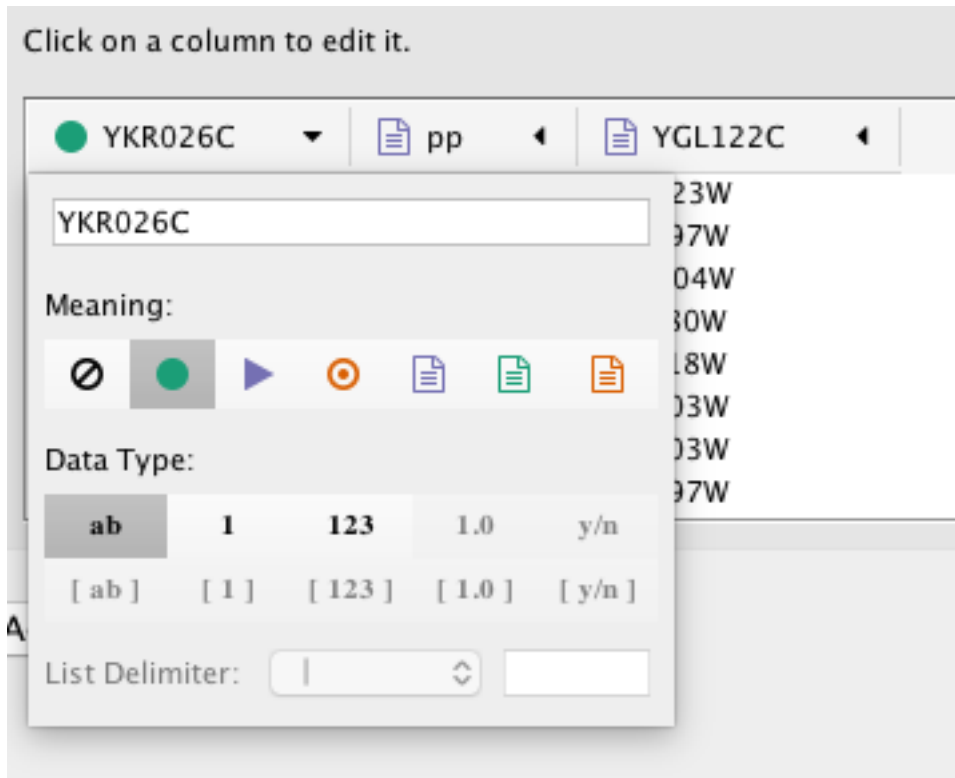 Click on a column to edit it.
YKR026C pp YGL122C
YKR026C
23W
97W
Meaning:
04W
30W
18W
03W
Data Type:
03W
97W
ab 1 123 1.0 y/n
[ ab ] [ 1 ] [ 123 ] [ 1.0 ] [ y/n ]
A
List Delimiter: |